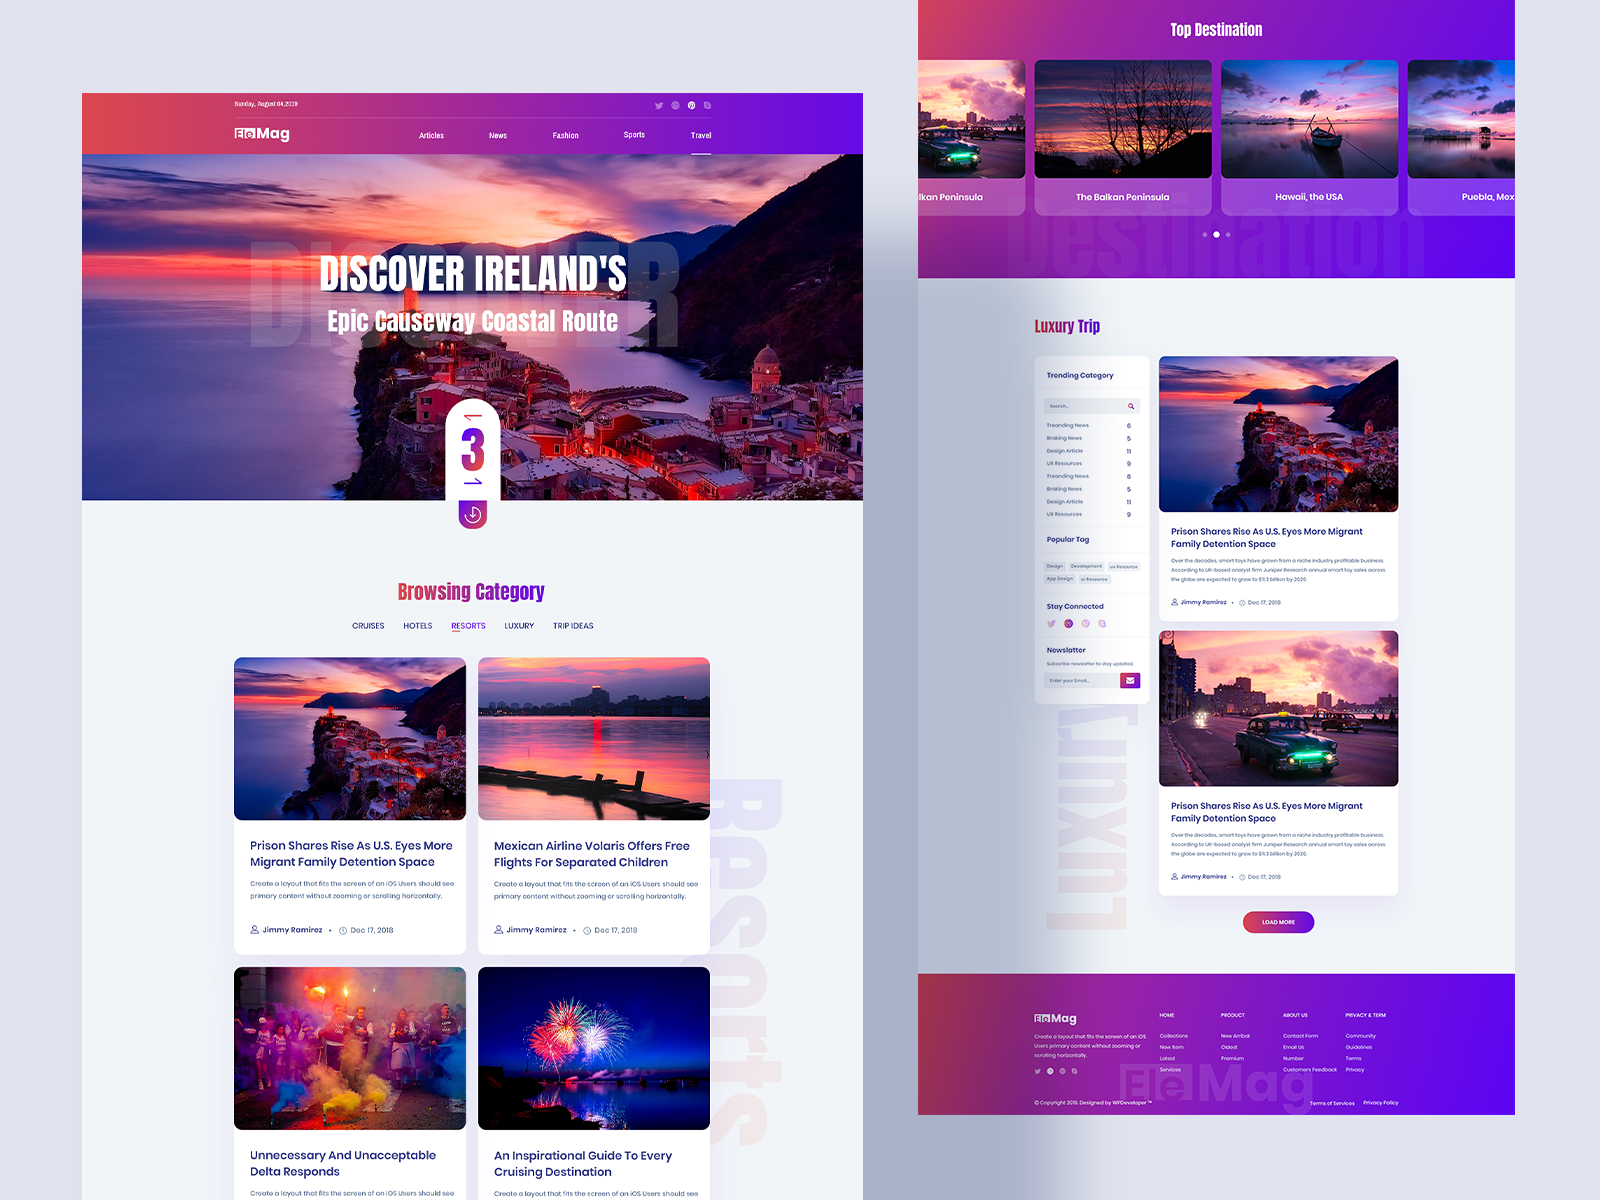 Sunday, August 04,2019
EleMag
Articles
News
Fashion
Sports
Travel
DISCOVER
DISCOVER IRELAND'S
Epic Causeway Coastal Route
3
1
Browsing Category
CRUISES
HOTELS
RESORTS
LUXURY
TRIP IDEAS
Resorts
Prison Shares Rise As U.S. Eyes More
Migrant Family Detention Space
Create a layout that fits the screen of an iOS Users should see
primary content without zooming or scrolling horizontally.
Jimmy Ramirez • Dec 17, 2018
Mexican Airline Volaris Offers Free
Flights For Separated Children
Create a layout that fits the screen of an iOS Users should see
primary content without zooming or scrolling horizontally.
Jimmy Ramirez • Dec 17, 2018
Unnecessary And Unacceptable
Delta Responds
Create a layout that fits the screen of an iOS Users should see
An Inspirational Guide To Every
Cruising Destination
Create a layout that fits the screen of an iOS Users should see
Top Destination
lkan Peninsula
The Balkan Peninsula
Hawaii, the USA
Puebla, Mex
Destination
Luxury Trip
Trending Category
Search...
Treanding News 6
Braking News 5
Design Article 11
UX Resources 9
Treanding News 6
Braking News 5
Design Article 11
UX Resources 9
Popular Tag
Design
Development
ux Resource
App Design
ui Resource
Stay Connected
Newslatter
Subscribe newsletter to stay updated.
Enter your Email...
Luxury
Prison Shares Rise As U.S. Eyes More Migrant
Family Detention Space
Over the decades, smart toys have grown from a niche industry profitable business.
According to UK-based analyst firm Juniper Research annual smart toy sales across
the globe are expected to grow to $11.3 billion by 2020.
Jimmy Ramirez • Dec 17, 2018
Prison Shares Rise As U.S. Eyes More Migrant
Family Detention Space
Over the decades, smart toys have grown from a niche industry profitable business.
According to UK-based analyst firm Juniper Research annual smart toy sales across
the globe are expected to grow to $11.3 billion by 2020.
Jimmy Ramirez • Dec 17, 2018
LOAD MORE
EleMag
Create a layout that fits the screen of an iOS
Users primary content without zooming or
scrolling horizontally.
HOME
Collections
New Item
Latest
Services
PRODUCT
New Arribal
Oldest
Premium
ABOUT US
Contact Form
Email Us
Number
Customers Feedback
PRIVACY & TERM
Community
Guidelines
Terms
Privacy
EleMag
© Copyright 2019. Designed by WPDeveloper ™
Terms of Services
Privacy Policy